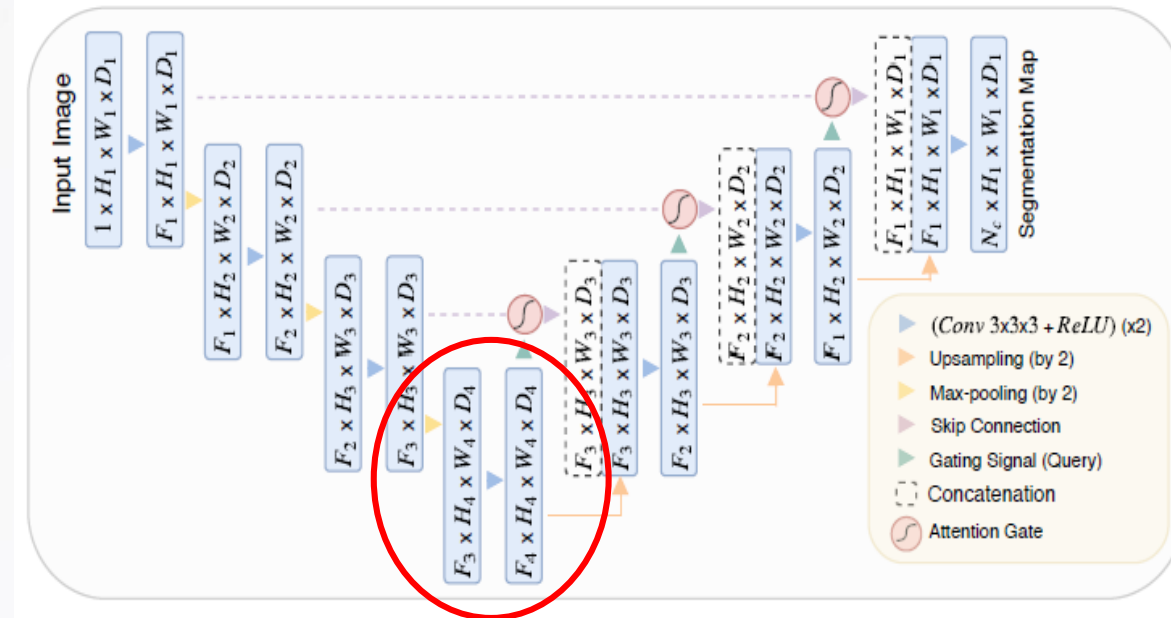 Input Image
1 x H₁ x W₁ x D₁
F₁ x H₁ x W₁ x D₁
F₁ x H₂ x W₂ x D₂
F₂ x H₂ x W₂ x D₂
F₂ x H₃ x W₃ x D₃
F₃ x H₃ x W₃ x D₃
F₃ x H₄ x W₄ x D₄
F₄ x H₄ x W₄ x D₄
F₃ x H₃ x W₃ x D₃
F₃ x H₃ x W₃ x D₃
F₂ x H₃ x W₃ x D₃
F₂ x H₂ x W₂ x D₂
F₂ x H₂ x W₂ x D₂
F₁ x H₂ x W₂ x D₂
F₁ x H₁ x W₁ x D₁
F₁ x H₁ x W₁ x D₁
N_c x H₁ x W₁ x D₁
Segmentation Map
(Conv 3x3x3 + ReLU) (x2)
Upsampling (by 2)
Max-pooling (by 2)
Skip Connection
Gating Signal (Query)
Concatenation
Attention Gate